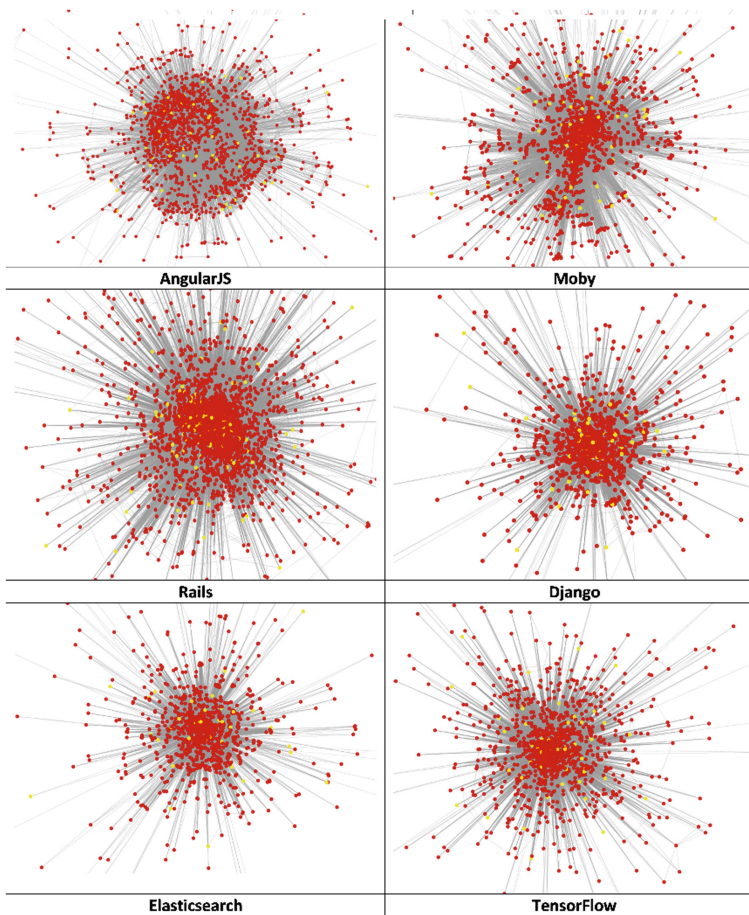 AngularJS
Moby
Rails
Django
Elasticsearch
TensorFlow